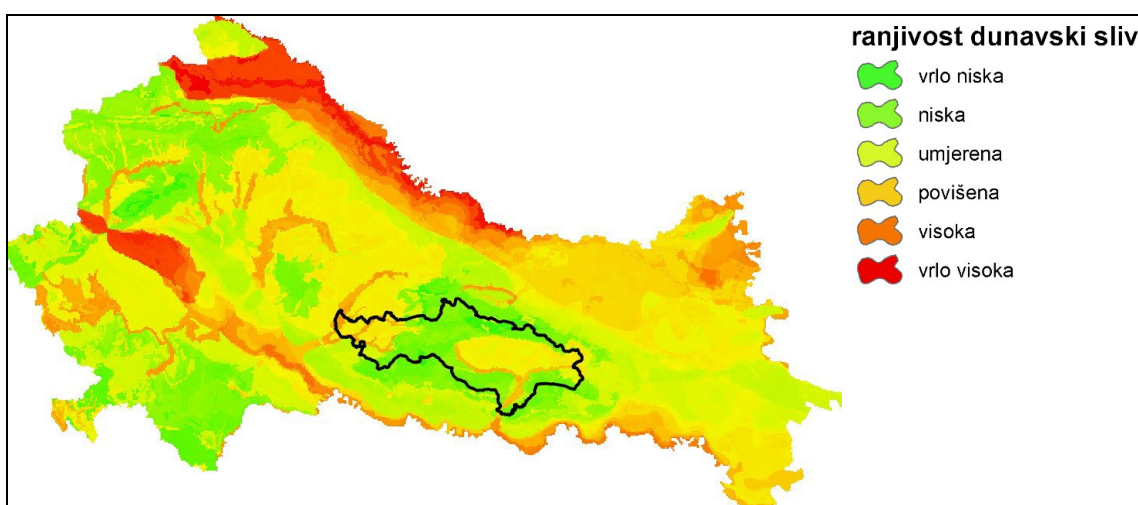 ranjivost dunavski sliv
vrlo niska
niska
umjerena
povišena
visoka
vrlo visoka